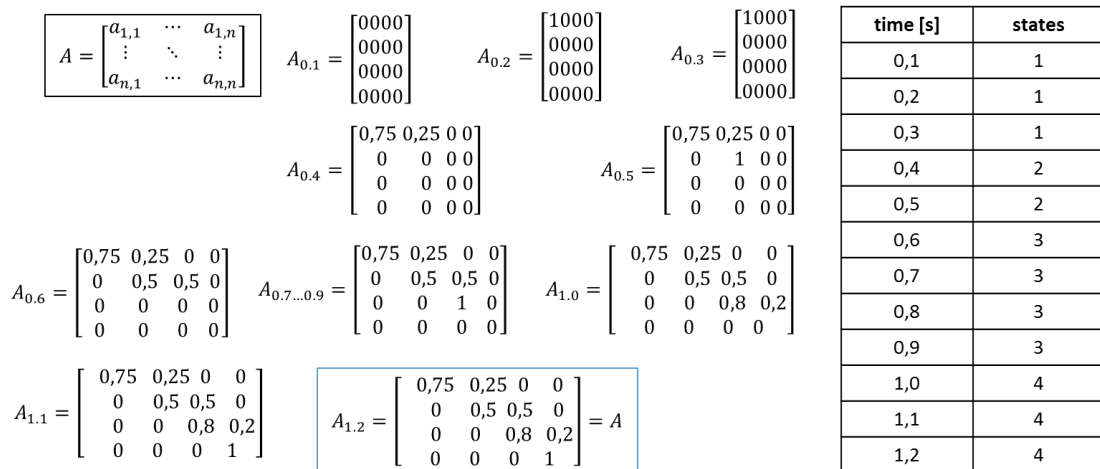 A = [a1,1 ⋯ a1,n
⋮ ⋱ ⋮
an,1 ⋯ an,n]
A0.1 = [0000
0000
0000
0000]
A0.2 = [1000
0000
0000
0000]
A0.3 = [1000
0000
0000
0000]
A0.4 = [0,75 0,25 0 0
0 0 0 0
0 0 0 0
0 0 0 0]
A0.5 = [0,75 0,25 0 0
0 1 0 0
0 0 0 0
0 0 0 0]
A0.6 = [0,75 0,25 0 0
0 0,5 0,5 0
0 0 0 0
0 0 0 0]
A0.7…0.9 = [0,75 0,25 0 0
0 0,5 0,5 0
0 0 1 0
0 0 0 0]
A1.0 = [0,75 0,25 0 0
0 0,5 0,5 0
0 0 0,8 0,2
0 0 0 0]
A1.1 = [0,75 0,25 0 0
0 0,5 0,5 0
0 0 0,8 0,2
0 0 0 1]
A1.2 = [0,75 0,25 0 0
0 0,5 0,5 0
0 0 0,8 0,2
0 0 0 1] = A
time [s] states
0,1 1
0,2 1
0,3 1
0,4 2
0,5 2
0,6 3
0,7 3
0,8 3
0,9 3
1,0 4
1,1 4
1,2 4